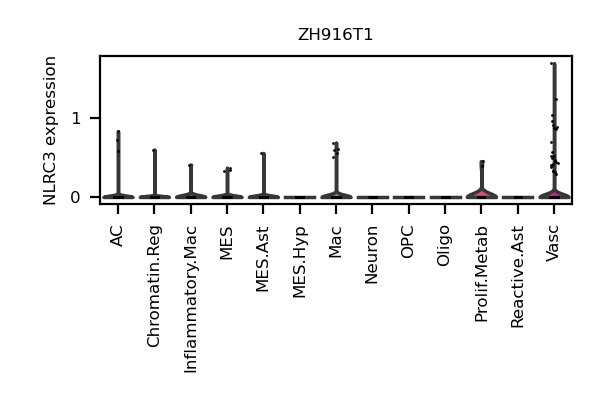 ZH916T1
NLRC3 expression
1
0
AC
Chromatin.Reg
Inflammatory.Mac
MES
MES.Ast
MES.Hyp
Mac
Neuron
OPC
Oligo
Prolif.Metab
Reactive.Ast
Vasc